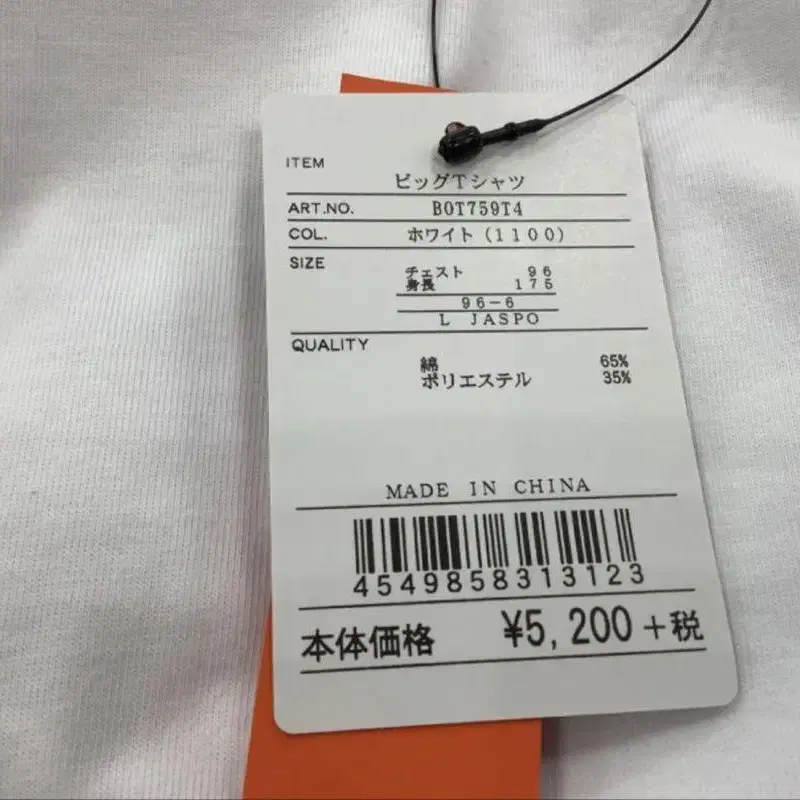 ITEM
ビッグTシャツ
ART.NO. BOT759T4
COL. ホワイト(1100)
SIZE
チェスト 96
身長 175
96-6
L JASPO
QUALITY
綿 65%
ポリエステル 35%
MADE IN CHINA
4549858313123
本体価格 ¥5,200+税